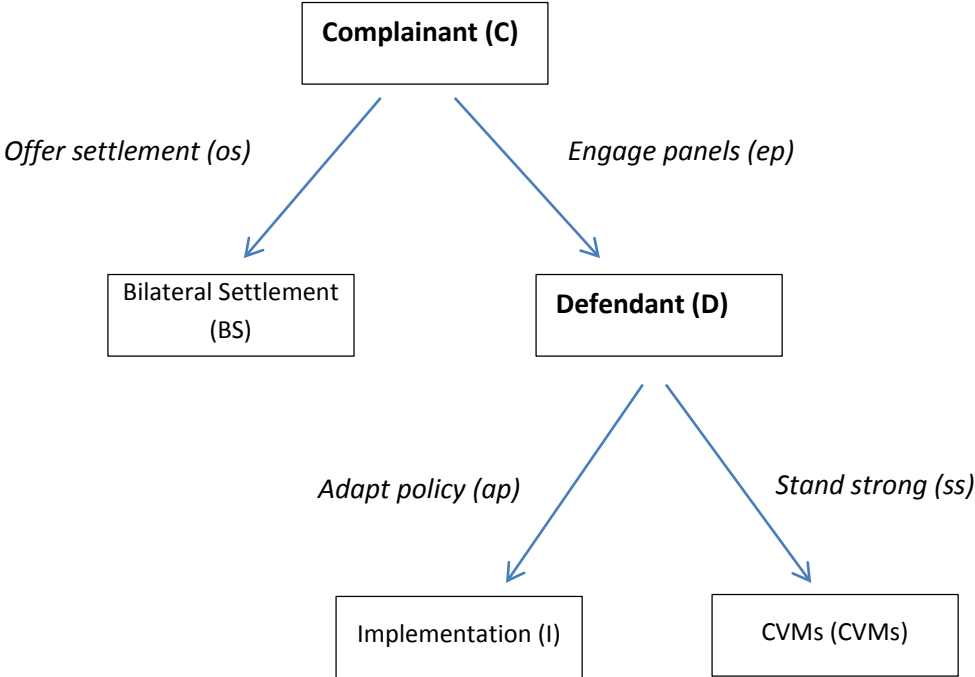 Complainant (C)
Offer settlement (os)
Engage panels (ep)
Bilateral Settlement
(BS)
Defendant (D)
Adapt policy (ap)
Stand strong (ss)
Implementation (I)
CVMs (CVMs)